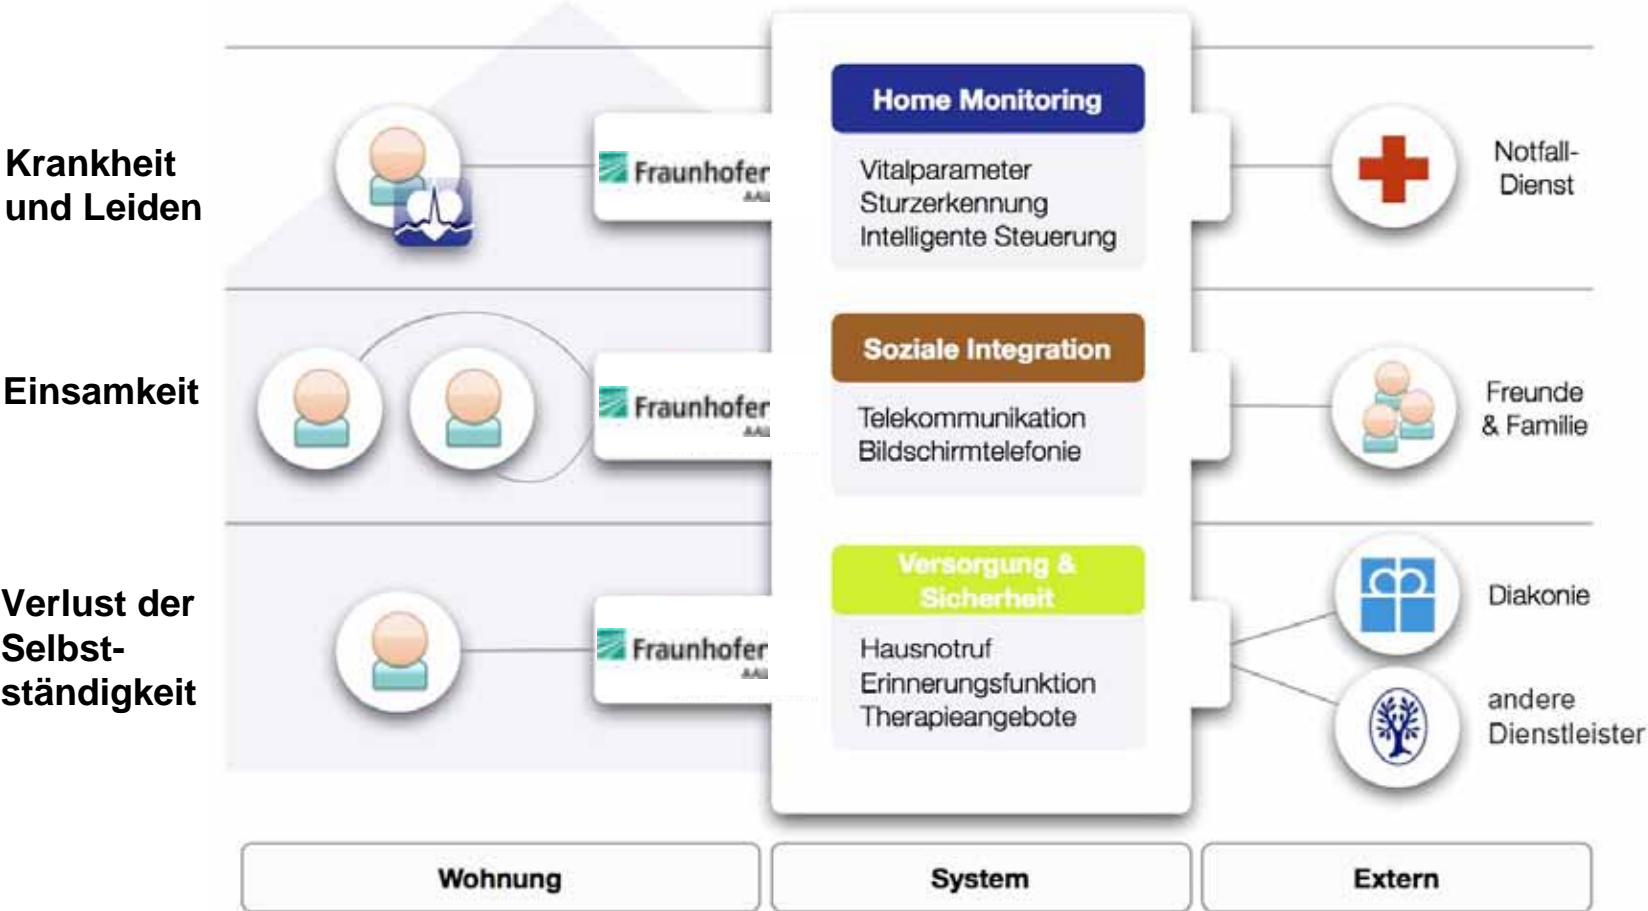 Krankheit
und Leiden
Fraunhofer
Home Monitoring
Vitalparameter
Sturzerkennung
Intelligente Steuerung
Notfall-
Dienst
Einsamkeit
Fraunhofer
Soziale Integration
Telekommunikation
Bildschirmtelefonie
Freunde
& Familie
Verlust der
Selbst-
ständigkeit
Fraunhofer
Versorgung &
Sicherheit
Hausnotruf
Erinnerungsfunktion
Therapieangebote
Diakonie
andere
Dienstleister
Wohnung
System
Extern